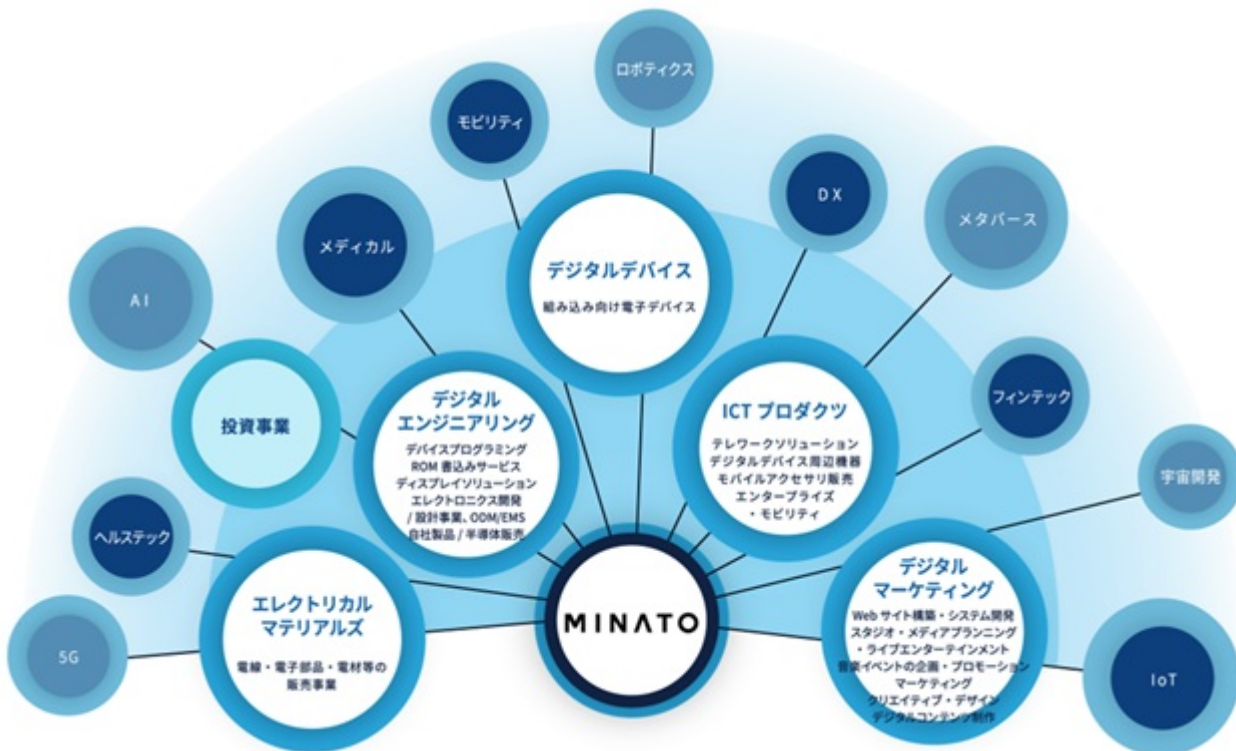 ロボティクス
モビリティ
DX
メタバース
メディカル
AI
デジタルデバイス
組み込み向け電子デバイス
フィンテック
投資事業
デジタル
エンジニアリング
デバイスプログラミング
ROM 書込みサービス
ディスプレイソリューション
エレクトロニクス開発
/ 設計事業、ODM/EMS
自社製品 / 半導体販売
ICT プロダクツ
テレワークソリューション
デジタルデバイス周辺機器
モバイルアクセサリ販売
エンタープライズ
・モビリティ
宇宙開発
ヘルステック
エレクトリカル
マテリアルズ
電線・電子部品・電材等の
販売事業
MINATO
デジタル
マーケティング
Web サイト構築・システム開発
スタジオ・メディアプランニング
・ライブエンターテインメント
音楽イベントの企画・プロモーション
マーケティング
クリエイティブ・デザイン
デジタルコンテンツ制作
5G
IoT